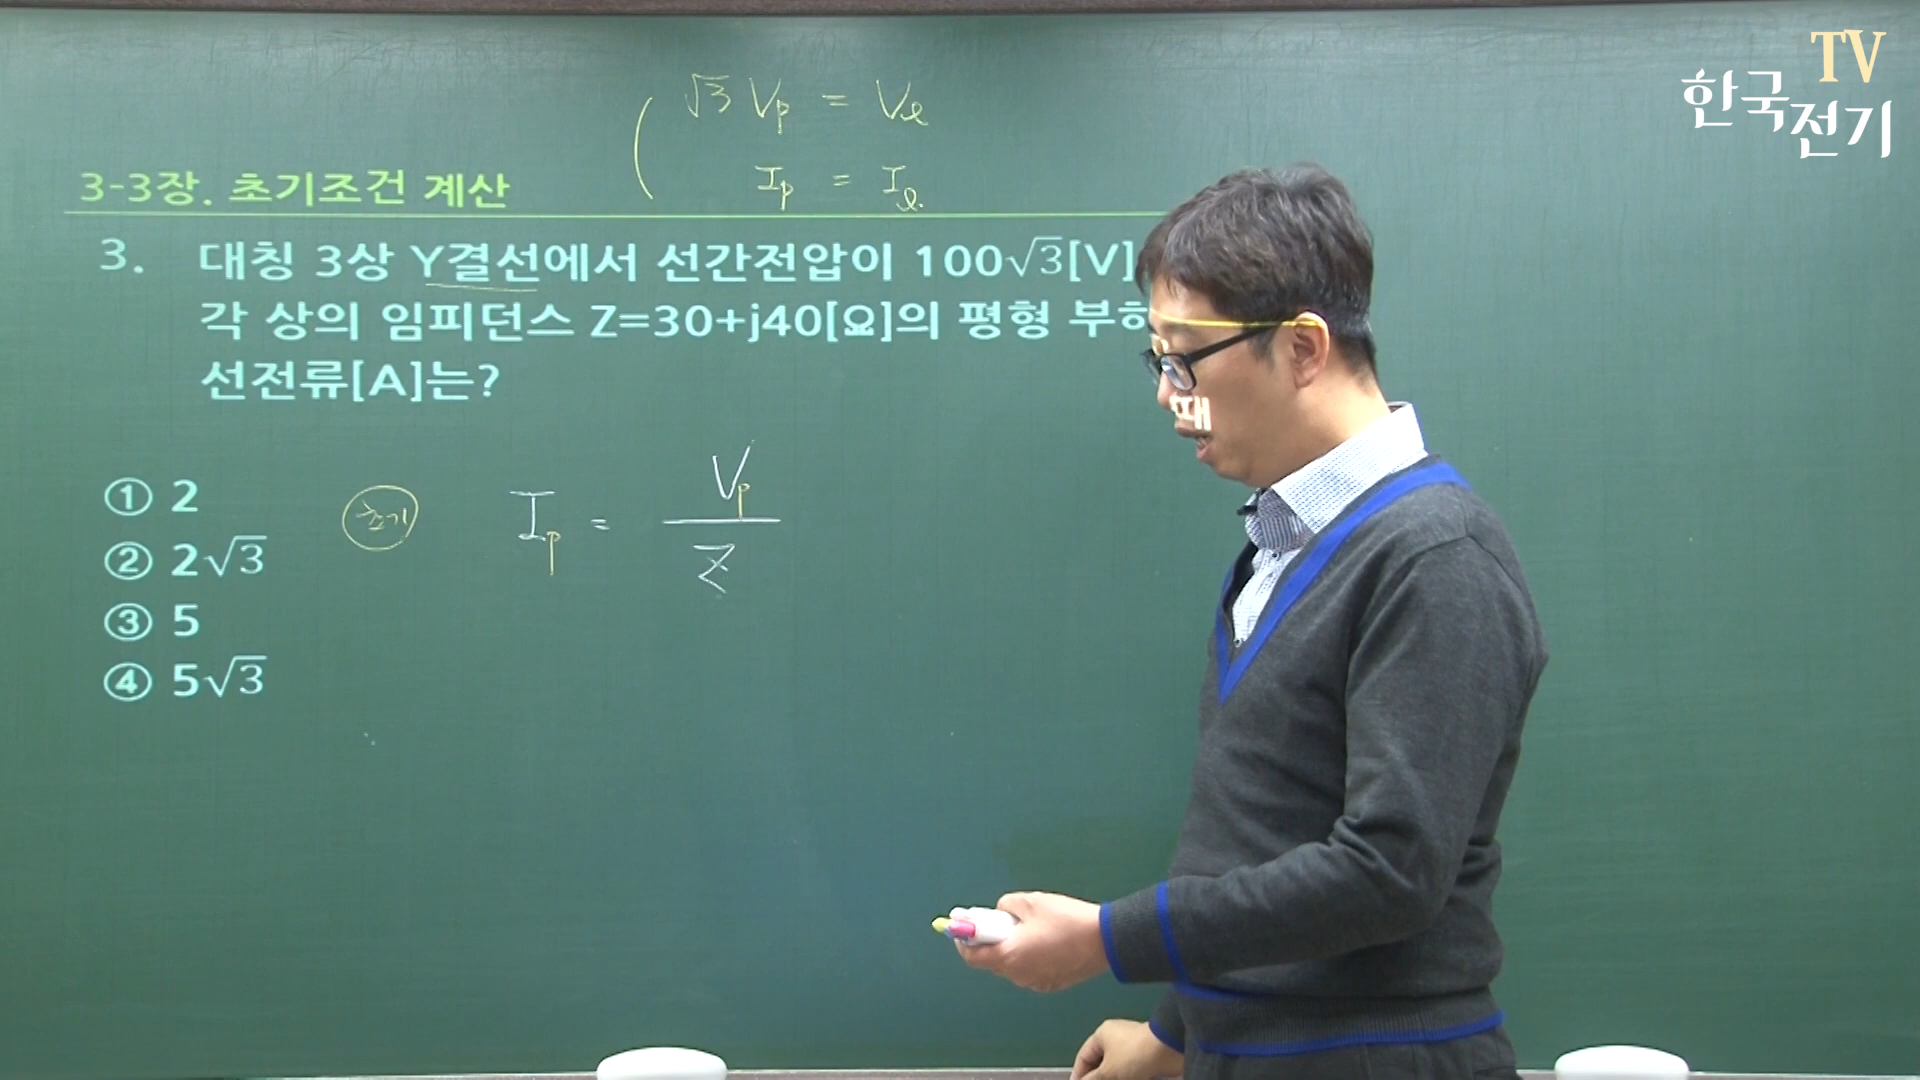 TV
한국전기
√3 Vp = Vℓ
Ip = Iℓ
3-3장. 초기조건 계산
3. 대칭 3상 Y결선에서 선간전압이 100√3[V]
각 상의 임피던스 Z=30+j40[Ω]의 평형 부하
때
선전류[A]는?
① 2
② 2√3
③ 5
④ 5√3
초기 Ip = Vp / Z